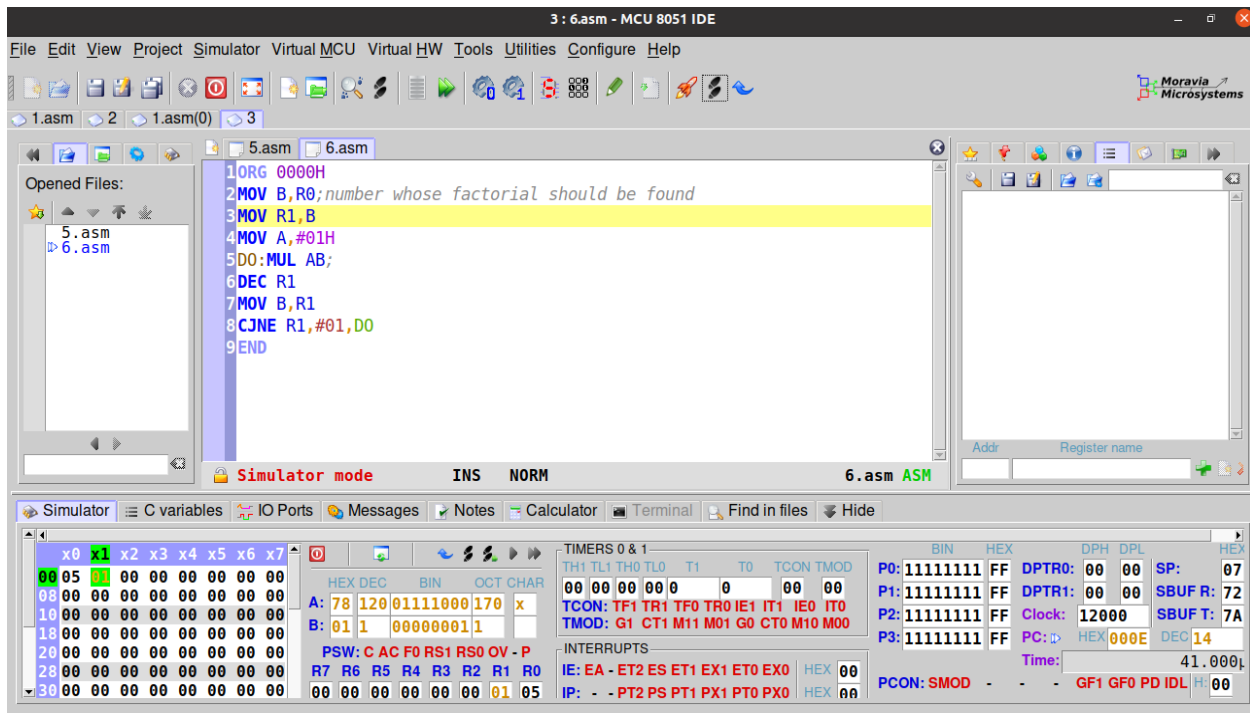 3 : 6.asm - MCU 8051 IDE
File Edit View Project Simulator Virtual MCU Virtual HW Tools Utilities Configure Help
Moravia
Microsystems
1.asm 2 1.asm(0) 3
5.asm 6.asm
Opened Files:
5.asm
6.asm
1 ORG 0000H
2 MOV B,R0;number whose factorial should be found
3 MOV R1,B
4 MOV A,#01H
5 DO:MUL AB;
6 DEC R1
7 MOV B,R1
8 CJNE R1,#01,DO
9 END
Addr Register name
Simulator mode INS NORM 6.asm ASM
Simulator C variables IO Ports Messages Notes Calculator Terminal Find in files Hide
x0 x1 x2 x3 x4 x5 x6 x7
00 05 01 00 00 00 00 00 00
08 00 00 00 00 00 00 00 00
10 00 00 00 00 00 00 00 00
18 00 00 00 00 00 00 00 00
20 00 00 00 00 00 00 00 00
28 00 00 00 00 00 00 00 00
30 00 00 00 00 00 00 00 00
HEX DEC BIN OCT CHAR
A: 78 120 01111000 170 x
B: 01 1 00000001 1
PSW: C AC F0 RS1 RS0 OV - P
R7 R6 R5 R4 R3 R2 R1 R0
00 00 00 00 00 00 01 05
TIMERS 0 & 1
TH1 TL1 TH0 TL0 T1 T0 TCON TMOD
00 00 00 00 0 0 00 00
TCON: TF1 TR1 TF0 TR0 IE1 IT1 IE0 IT0
TMOD: G1 CT1 M11 M01 G0 CT0 M10 M00
INTERRUPTS
IE: EA - ET2 ES ET1 EX1 ET0 EX0 HEX 00
IP: - - PT2 PS PT1 PX1 PT0 PX0 HEX 00
BIN HEX
P0: 11111111 FF
P1: 11111111 FF
P2: 11111111 FF
P3: 11111111 FF
DPH DPL HEX
DPTR0: 00 00 SP: 07
DPTR1: 00 00 SBUF R: 72
Clock: 12000 SBUF T: 7A
PC: HEX 000E DEC 14
Time: 41.000µ
PCON: SMOD - - - GF1 GF0 PD IDL H: 00